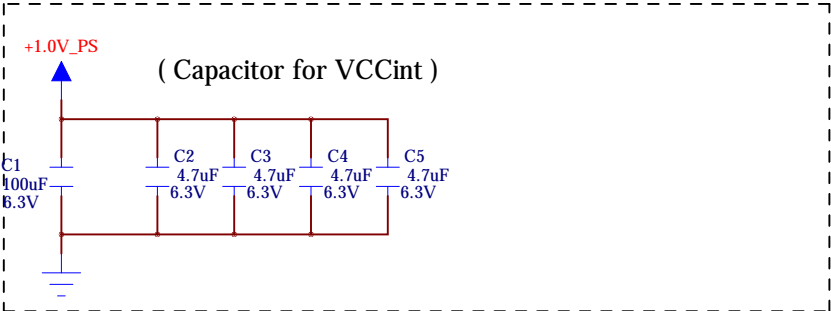 +1.0V_PS
( Capacitor for VCCint )
C1
100uF
6.3V
C2
4.7uF
6.3V
C3
4.7uF
6.3V
C4
4.7uF
6.3V
C5
4.7uF
6.3V